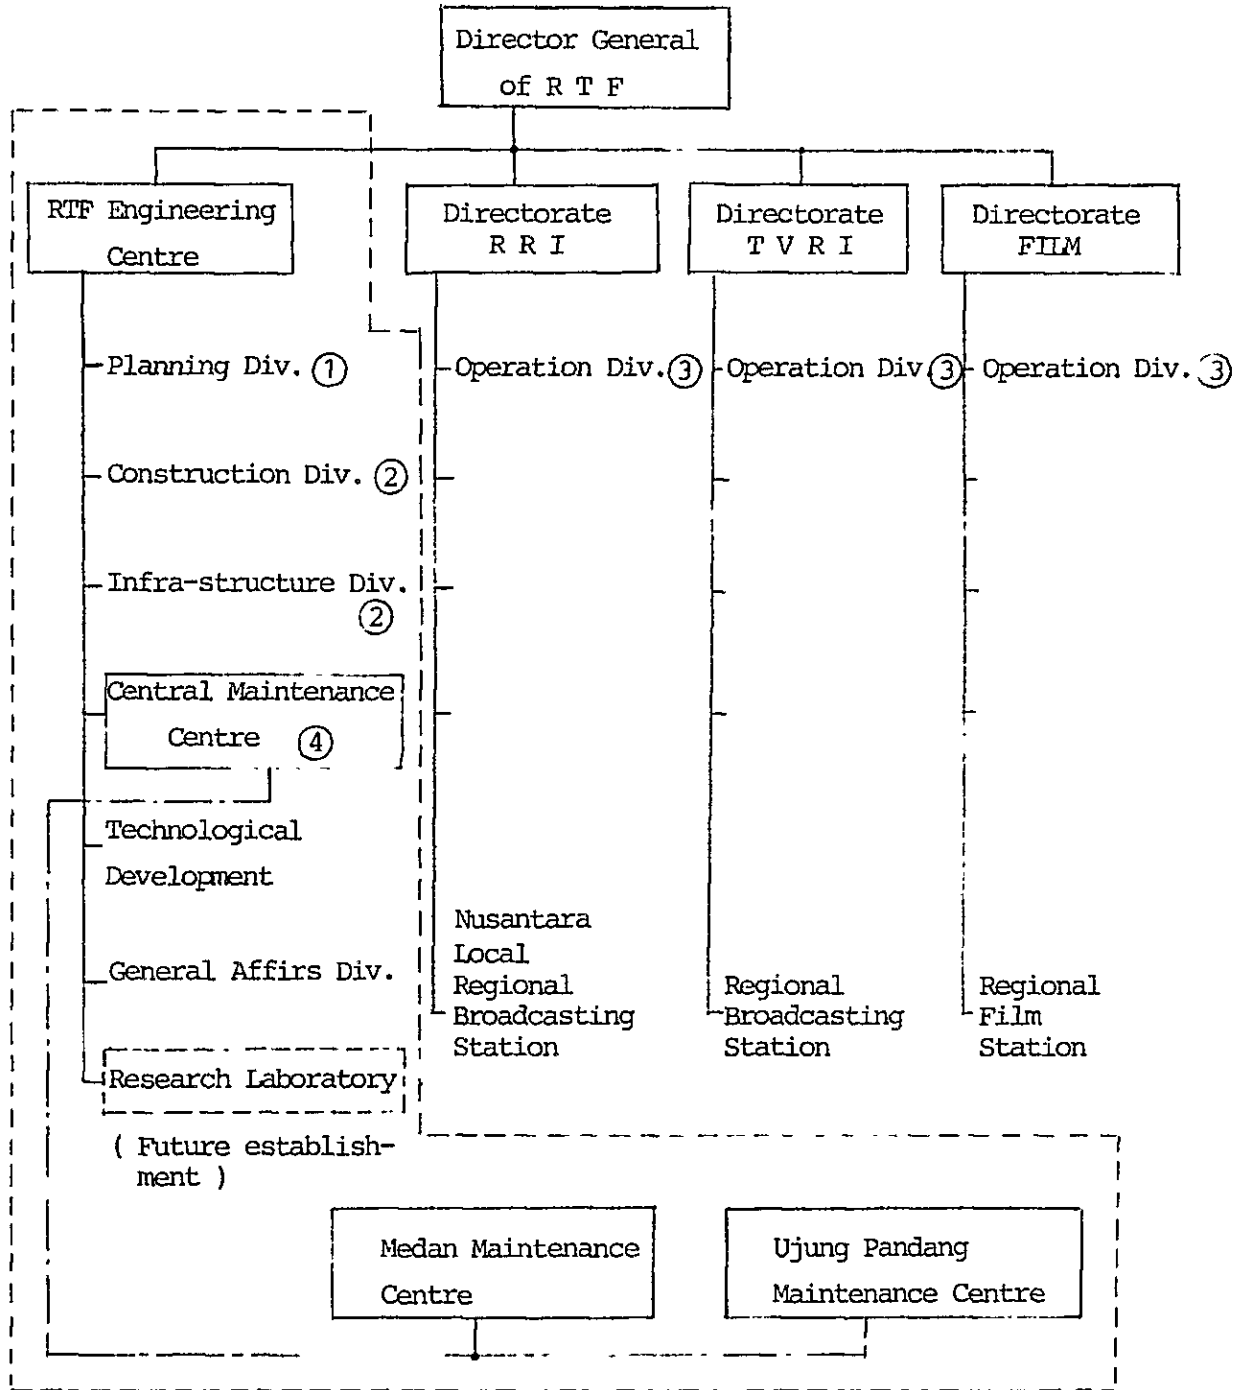 Director General
of R T F
RTF Engineering
Centre
Directorate
R R I
Directorate
T V R I
Directorate
FILM
Planning Div. ①
Operation Div. ③
Operation Div. ③
Operation Div. ③
Construction Div. ②
Infra-structure Div.
②
Central Maintenance
Centre ④
Technological
Development
General Affirs Div.
Research Laboratory
( Future establish-
ment )
Nusantara
Local
Regional
Broadcasting
Station
Regional
Broadcasting
Station
Regional
Film
Station
Medan Maintenance
Centre
Ujung Pandang
Maintenance Centre